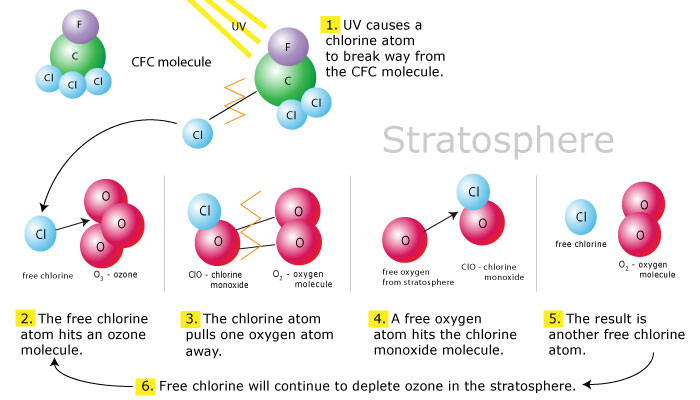 F
C
Cl
Cl
Cl
CFC molecule
UV
F
C
Cl
Cl
Cl
1. UV causes a
chlorine atom
to break way from
the CFC molecule.
Stratosphere
Cl
O
O
O
free chlorine
O3 - ozone
Cl
O
O
O
ClO - chlorine
monoxide
O2 - oxygen
molecule
O
Cl
O
free oxygen
from stratosphere
ClO - chlorine
monoxide
Cl
free chlorine
O
O
O2 - oxygen
molecule
2. The free chlorine
atom hits an ozone
molecule.
3. The chlorine atom
pulls one oxygen atom
away.
4. A free oxygen
atom hits the chlorine
monoxide molecule.
5. The result is
another free chlorine
atom.
6. Free chlorine will continue to deplete ozone in the stratosphere.